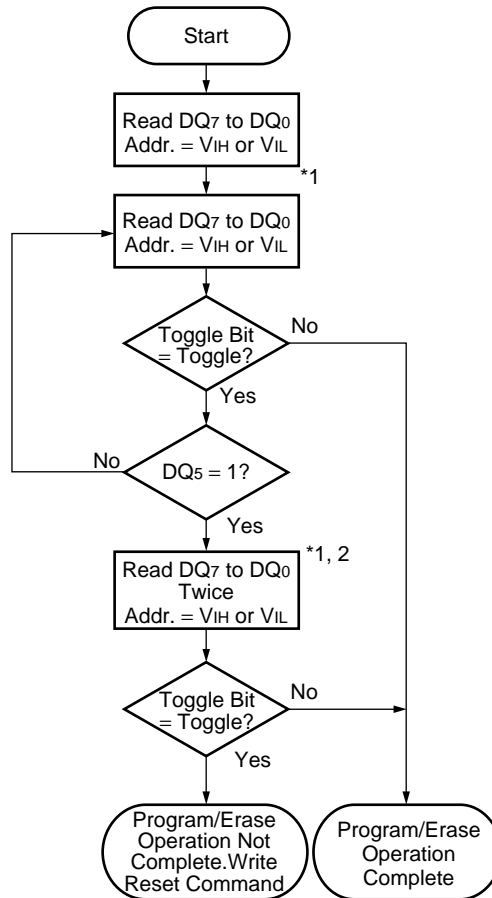 Start
Read DQ7 to DQ0
Addr. = VIH or VIL
*1
Read DQ7 to DQ0
Addr. = VIH or VIL
Toggle Bit
= Toggle?
No
Yes
DQ5 = 1?
No
Yes
*1, 2
Read DQ7 to DQ0
Twice
Addr. = VIH or VIL
Toggle Bit
= Toggle?
No
Yes
Program/Erase
Operation Not
Complete.Write
Reset Command
Program/Erase
Operation
Complete